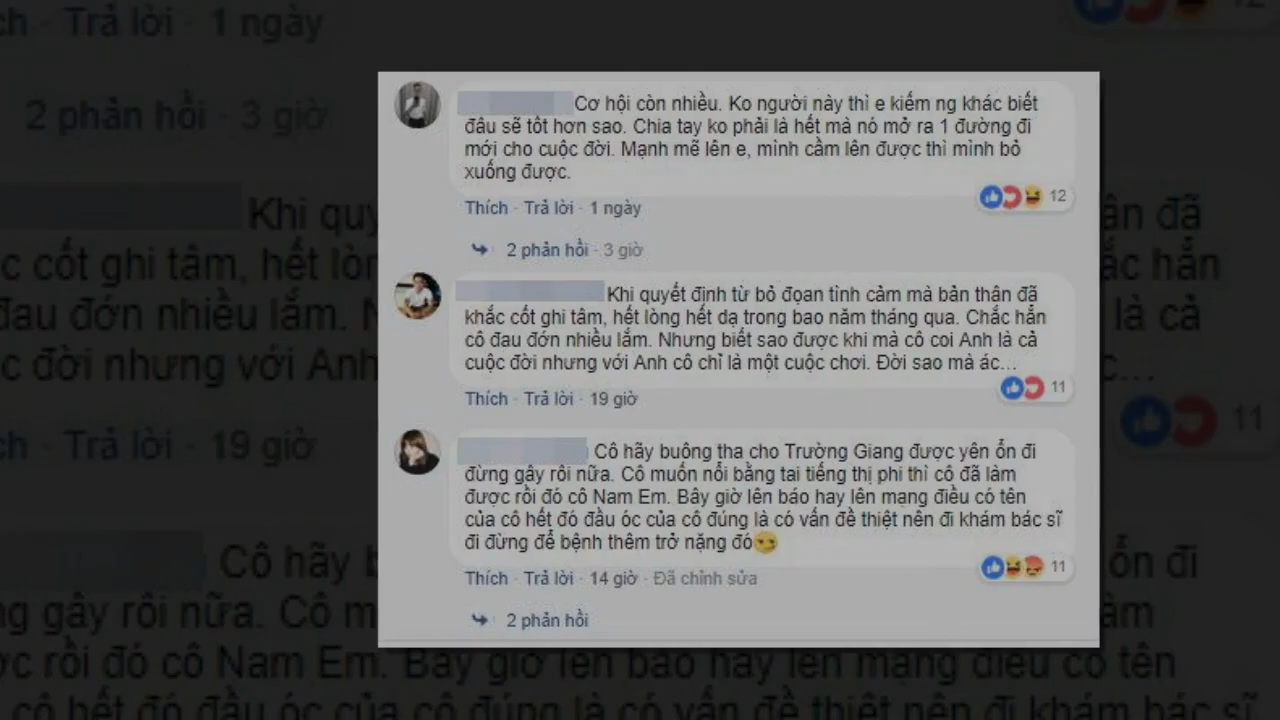 Cơ hội còn nhiều. Ko người này thì e kiếm ng khác biết
đâu sẽ tốt hơn sao. Chia tay ko phải là hết mà nó mở ra 1 đường đi
mới cho cuộc đời. Mạnh mẽ lên e, mình cầm lên được thì mình bỏ
xuống được.
12
Thích · Trả lời · 1 ngày
2 phản hồi · 3 giờ
Khi quyết định từ bỏ đọan tình cảm mà bản thân đã
khắc cốt ghi tâm, hết lòng hết dạ trong bao năm tháng qua. Chắc hẳn
cô đau đớn nhiều lắm. Nhưng biết sao được khi mà cô coi Anh là cả
cuộc đời nhưng với Anh cô chỉ là một cuộc chơi. Đời sao mà ác...
11
Thích · Trả lời · 19 giờ
Cô hãy buông tha cho Trường Giang được yên ổn đi
đừng gây rối nữa. Cô muốn nổi bằng tai tiếng thị phi thì cô đã làm
được rồi đó cô Nam Em. Bây giờ lên báo hay lên mạng điều có tên
của cô hết đó đầu óc của cô đúng là có vấn đề thiệt nên đi khám bác sĩ
đi đừng để bệnh thêm trở nặng đó😏
11
Thích · Trả lời · 14 giờ · Đã chỉnh sửa
2 phản hồi